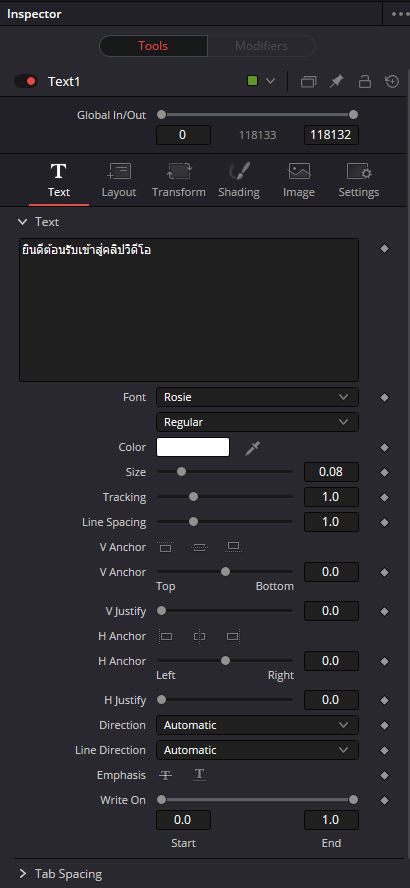 Inspector
Tools Modifiers
Text1
Global In/Out
0 118133 118132
Text Layout Transform Shading Image Settings
Text
ยินดีต้อนรับเข้าสู่คลิปวิดีโอ
Font Rosie
Regular
Color
Size 0.08
Tracking 1.0
Line Spacing 1.0
V Anchor
V Anchor 0.0
Top Bottom
V Justify 0.0
H Anchor
H Anchor 0.0
Left Right
H Justify 0.0
Direction Automatic
Line Direction Automatic
Emphasis T T
Write On
0.0 1.0
Start End
Tab Spacing